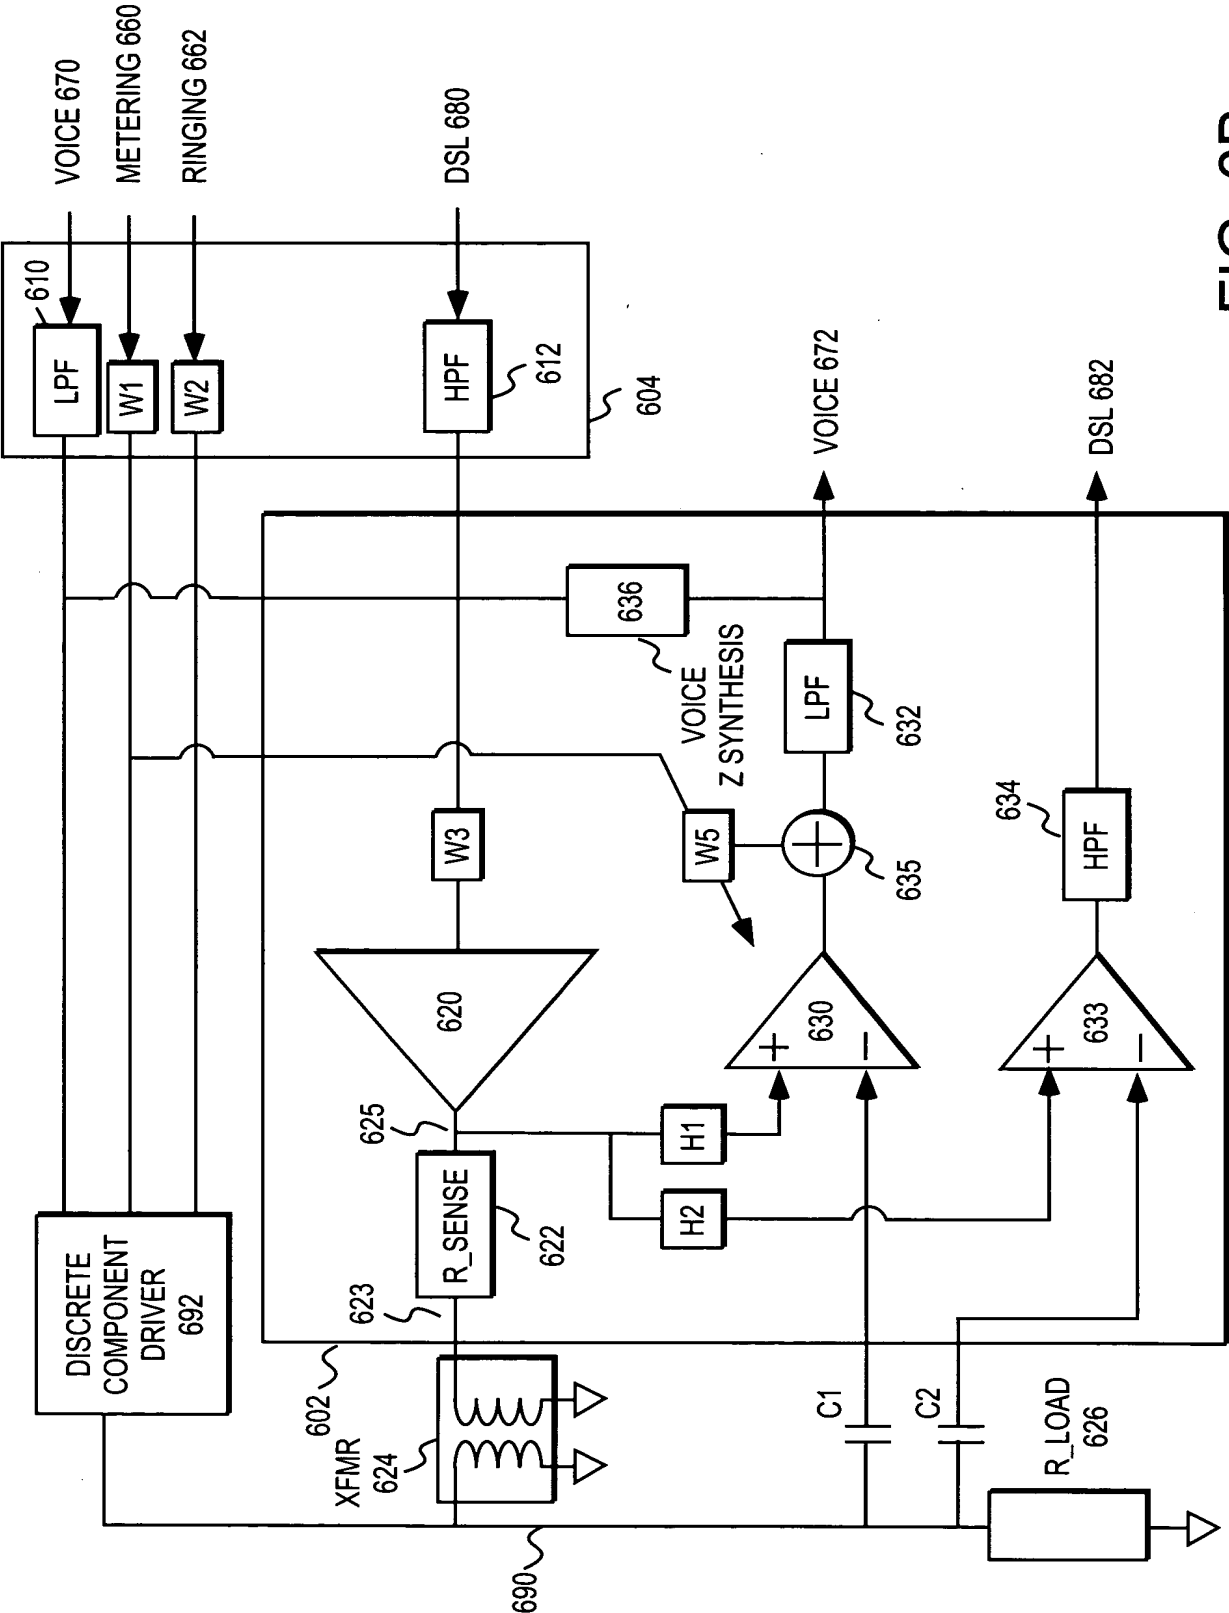 VOICE 670
METERING 660
RINGING 662
DSL 680
610
LPF
W1
W2
HPF
612
604
DISCRETE
COMPONENT
DRIVER
692
602
XFMR
624
623
R_SENSE
622
625
620
W3
636
VOICE
Z SYNTHESIS
W5
H1
H2
+
−
630
635
LPF
632
VOICE 672
+
−
633
634
HPF
DSL 682
C1
C2
R_LOAD
626
690